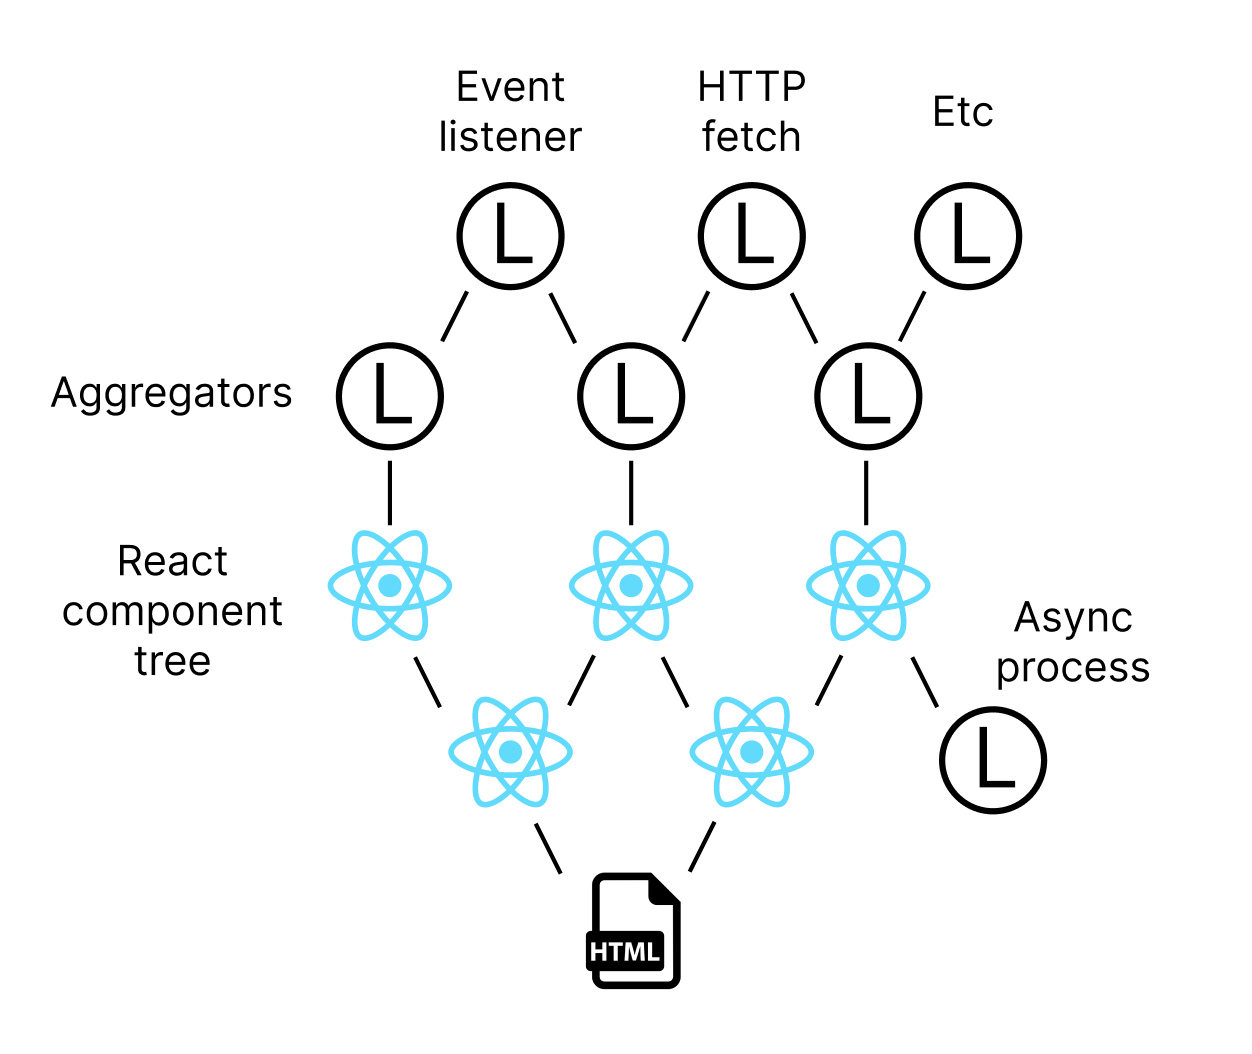 Event
listener
HTTP
fetch
Etc
L
L
L
Aggregators
L
L
L
React
component
tree
Async
process
L
HTML